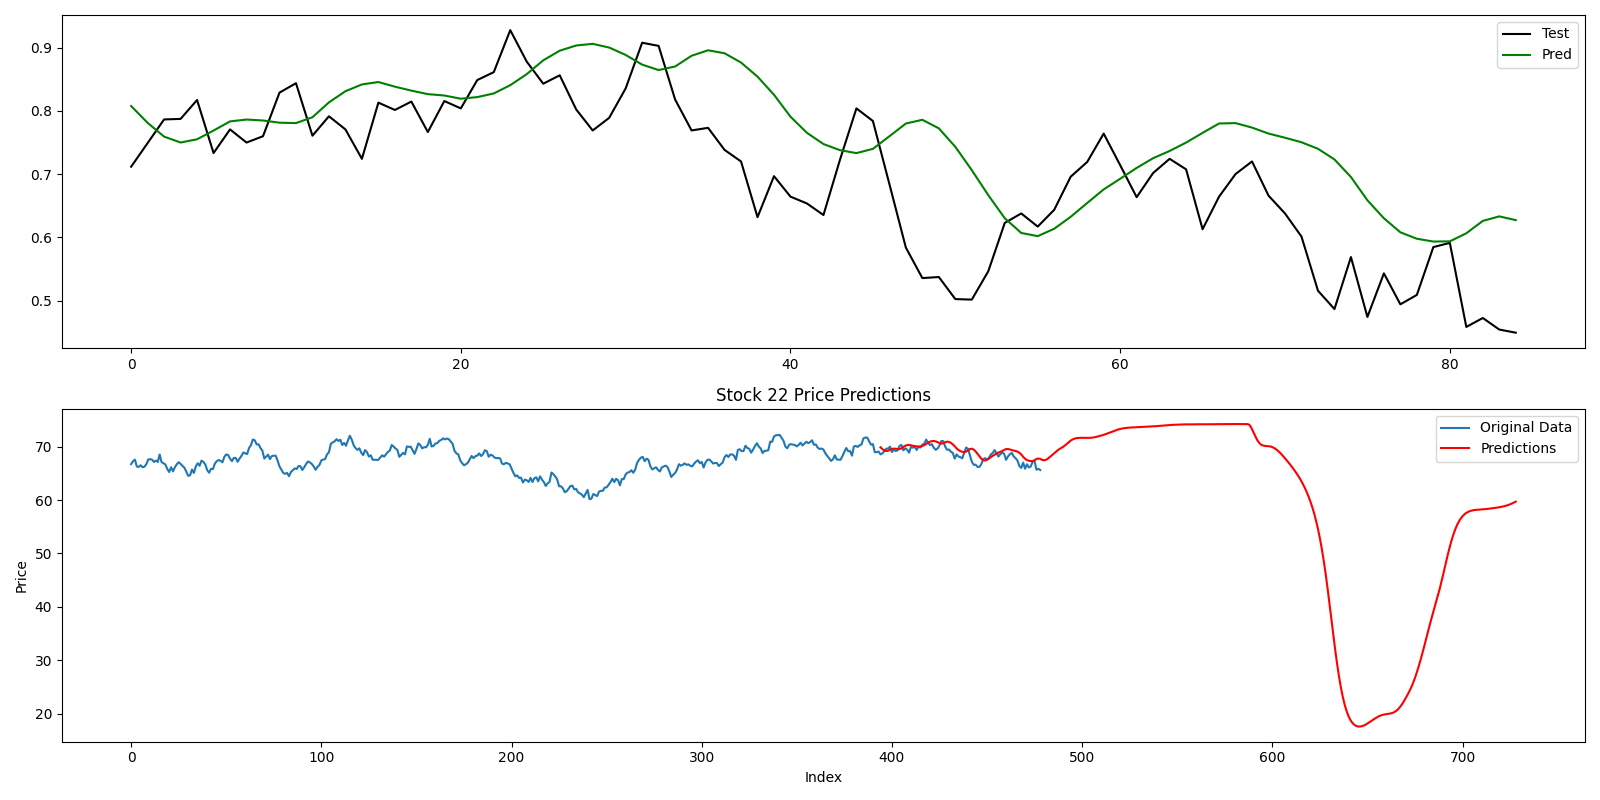 0.9
0.8
0.7
0.6
0.5
Test
Pred
0 20 40 60 80
Stock 22 Price Predictions
Price
70
60
50
40
30
20
Original Data
Predictions
0 100 200 300 400 500 600 700
Index